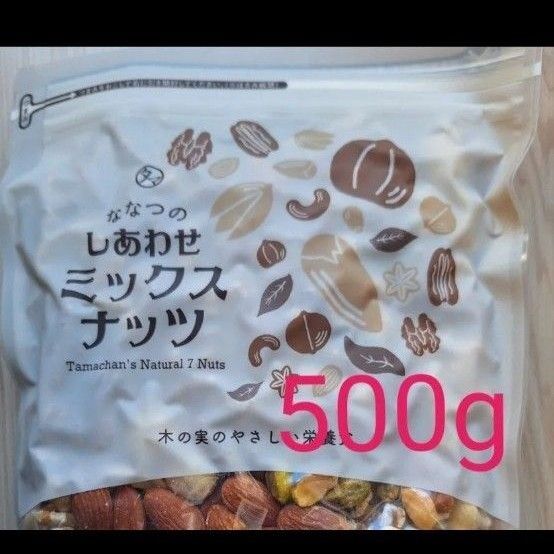 ななつの
しあわせ
ミックス
ナッツ
Tamachan's Natural 7 Nuts
500g
木の実のやさしい栄養食